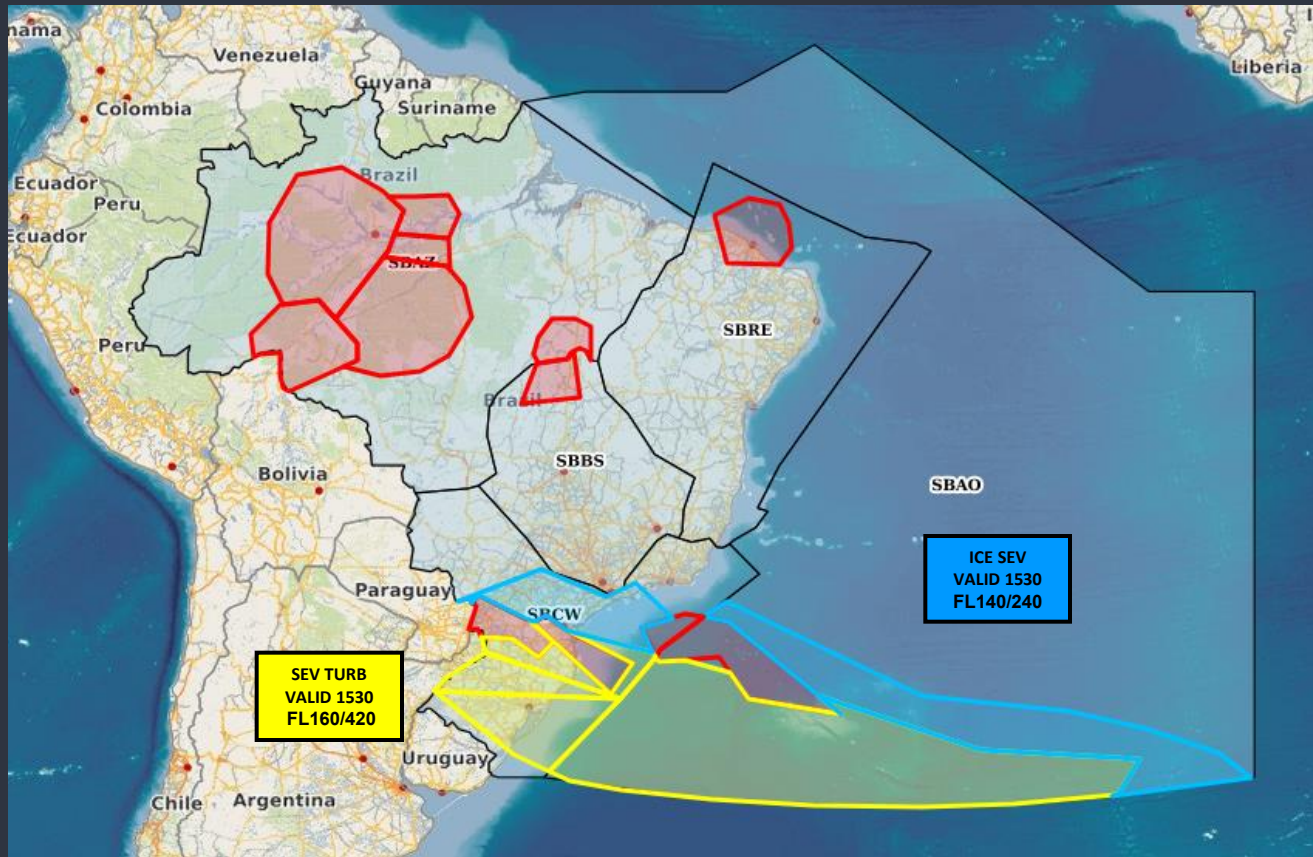 nama
Venezuela
Guyana
Suriname
Colombia
Liberia
Ecuador
Peru
Ecuador
Brazil
SBAZ
SBRE
Peru
Brazil
SBBS
Bolivia
SBAO
ICE SEV
VALID 1530
FL140/240
Paraguay
SBCW
SEV TURB
VALID 1530
FL160/420
Uruguay
Chile
Argentina